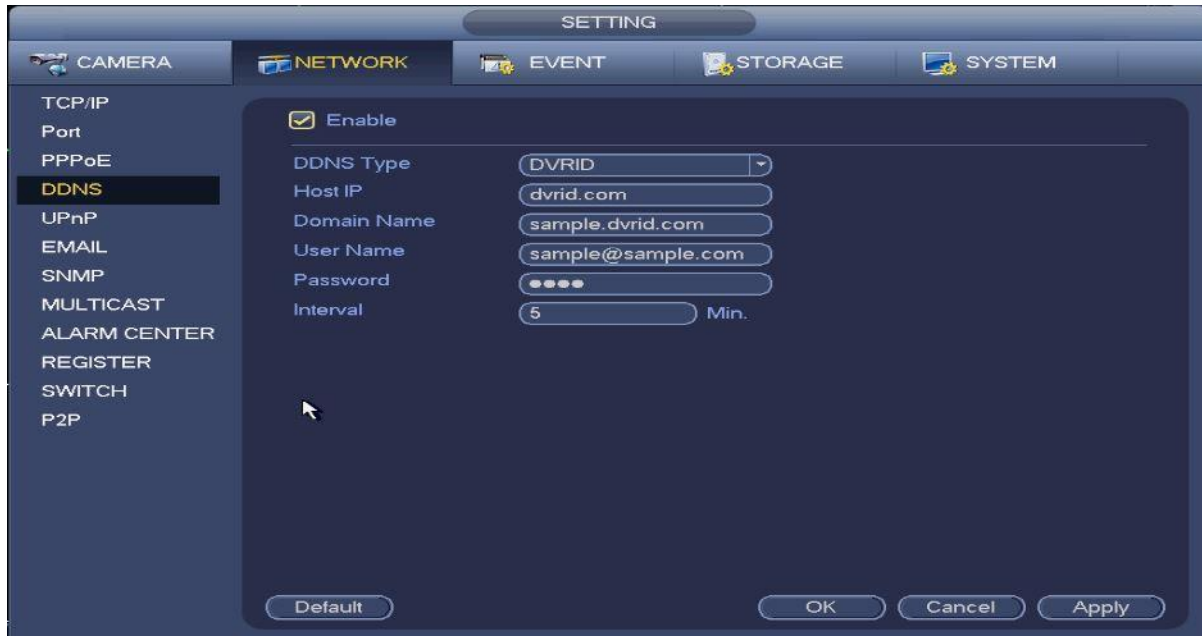 SETTING
CAMERA NETWORK EVENT STORAGE SYSTEM
TCP/IP
Port
PPPoE
DDNS
UPnP
EMAIL
SNMP
MULTICAST
ALARM CENTER
REGISTER
SWITCH
P2P
Enable
DDNS Type DVRID
Host IP dvrid.com
Domain Name sample.dvrid.com
User Name sample@sample.com
Password ●●●●
Interval 5 Min.
Default OK Cancel Apply